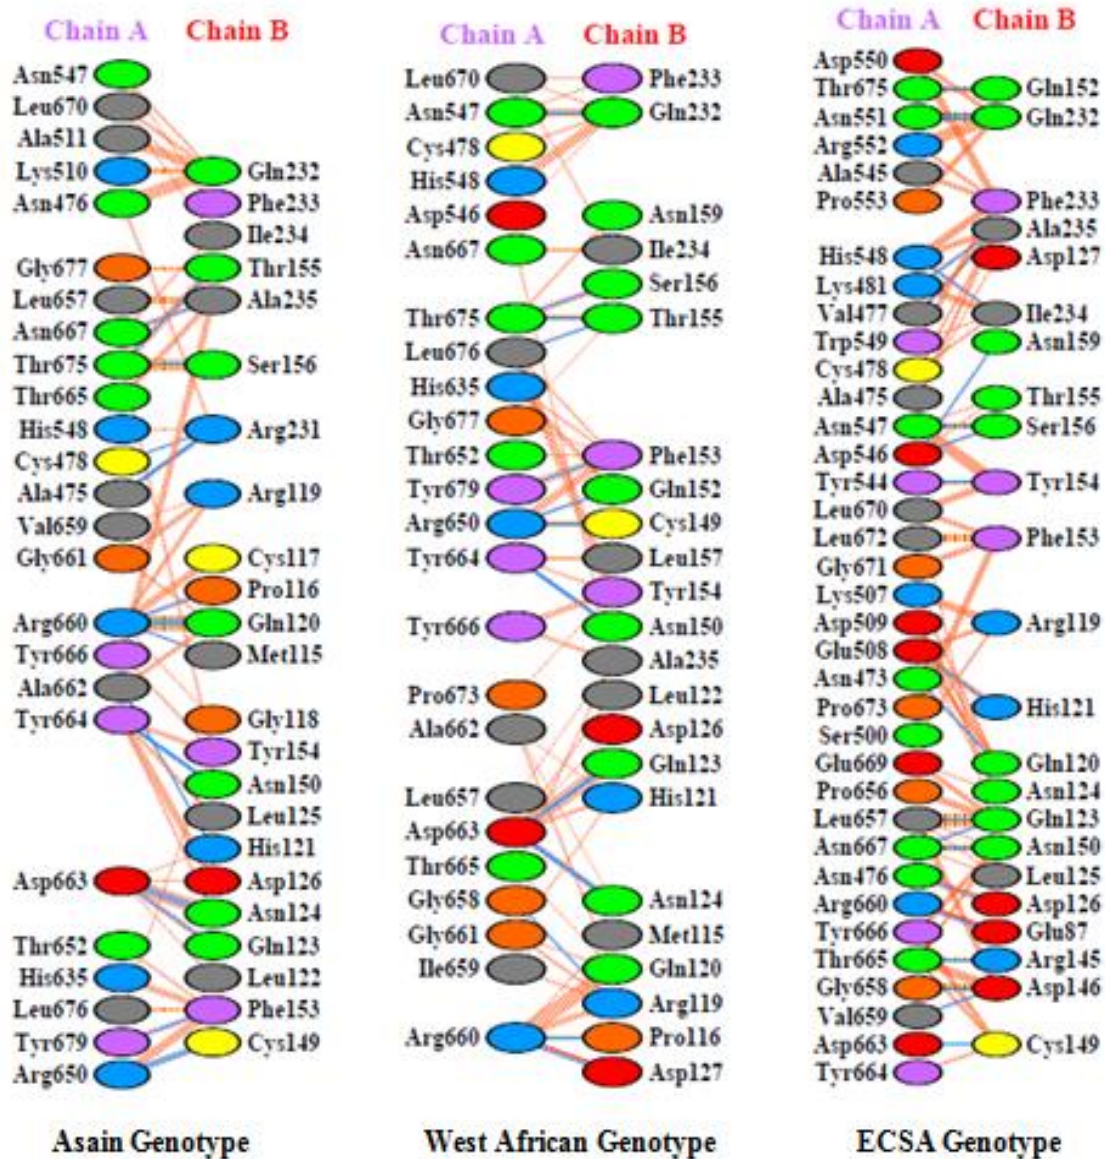 Chain A
Asn547
Leu670
Ala511
Lys510
Asn476
Gly677
Leu657
Asn667
Thr675
Thr665
His548
Cys478
Ala475
Val659
Gly661
Arg660
Tyr666
Ala662
Tyr664
Asp663
Thr652
His635
Leu676
Tyr679
Arg650
Chain B
Gln232
Phe233
Ile234
Thr155
Ala235
Ser156
Arg231
Arg119
Cys117
Pro116
Gln120
Met115
Gly118
Tyr154
Asn150
Leu125
His121
Asp126
Asn124
Gln123
Leu122
Phe153
Cys149
Asain Genotype
Chain A
Leu670
Asn547
Cys478
His548
Asp546
Asn667
Thr675
Leu676
His635
Gly677
Thr652
Tyr679
Arg650
Tyr664
Tyr666
Pro673
Ala662
Leu657
Asp663
Thr665
Gly658
Gly661
Ile659
Arg660
Chain B
Phe233
Gln232
Asn159
Ile234
Ser156
Thr155
Phe153
Gln152
Cys149
Leu157
Tyr154
Asn150
Ala235
Leu122
Asp126
Gln123
His121
Asn124
Met115
Gln120
Arg119
Pro116
Asp127
West African Genotype
Chain A
Asp550
Thr675
Asn551
Arg552
Ala545
Pro553
His548
Lys481
Val477
Trp549
Cys478
Ala475
Asn547
Asp546
Tyr544
Leu670
Leu672
Gly671
Lys507
Asp509
Glu508
Asn473
Pro673
Ser500
Glu669
Pro656
Leu657
Asn667
Asn476
Arg660
Tyr666
Thr665
Gly658
Val659
Asp663
Tyr664
Chain B
Gln152
Gln232
Phe233
Ala235
Asp127
Ile234
Asn159
Thr155
Ser156
Tyr154
Phe153
Arg119
His121
Gln120
Asn124
Gln123
Asn150
Leu125
Asp126
Glu87
Arg145
Asp146
Cys149
ECSA Genotype